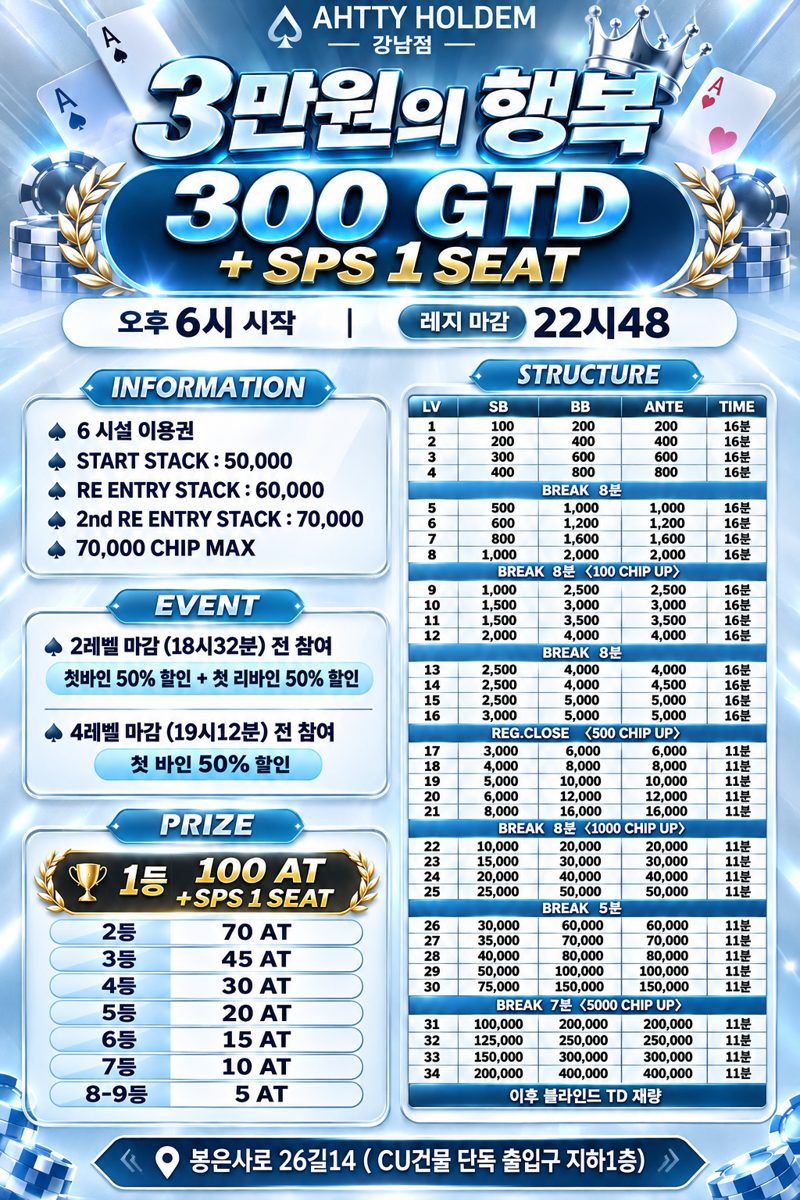 AHTTY HOLDEM
강남점
3만원의 행복
300 GTD
+ SPS 1 SEAT
오후 6시 시작 | 레지 마감 22시48
INFORMATION
6 시설 이용권
START STACK : 50,000
RE ENTRY STACK : 60,000
2nd RE ENTRY STACK : 70,000
70,000 CHIP MAX
EVENT
2레벨 마감 (18시32분) 전 참여
첫바인 50% 할인 + 첫 리바인 50% 할인
4레벨 마감 (19시12분) 전 참여
첫 바인 50% 할인
PRIZE
1등 100 AT
+SPS 1 SEAT
2등 70 AT
3등 45 AT
4등 30 AT
5등 20 AT
6등 15 AT
7등 10 AT
8-9등 5 AT
STRUCTURE
LV SB BB ANTE TIME
1 100 200 200 16분
2 200 400 400 16분
3 300 600 600 16분
4 400 800 800 16분
BREAK 8분
5 500 1,000 1,000 16분
6 600 1,200 1,200 16분
7 800 1,600 1,600 16분
8 1,000 2,000 2,000 16분
BREAK 8분 〈100 CHIP UP〉
9 1,000 2,500 2,500 16분
10 1,500 3,000 3,000 16분
11 1,500 3,500 3,500 16분
12 2,000 4,000 4,000 16분
BREAK 8분
13 2,500 4,000 4,000 16분
14 2,500 4,000 4,500 16분
15 2,500 5,000 5,000 16분
16 3,000 5,000 5,000 16분
REG.CLOSE 〈500 CHIP UP〉
17 3,000 6,000 6,000 11분
18 4,000 8,000 8,000 11분
19 5,000 10,000 10,000 11분
20 6,000 12,000 12,000 11분
21 8,000 16,000 16,000 11분
BREAK 8분 〈1000 CHIP UP〉
22 10,000 20,000 20,000 11분
23 15,000 30,000 30,000 11분
24 20,000 40,000 40,000 11분
25 25,000 50,000 50,000 11분
BREAK 5분
26 30,000 60,000 60,000 11분
27 35,000 70,000 70,000 11분
28 40,000 80,000 80,000 11분
29 50,000 100,000 100,000 11분
30 75,000 150,000 150,000 11분
BREAK 7분 〈5000 CHIP UP〉
31 100,000 200,000 200,000 11분
32 125,000 250,000 250,000 11분
33 150,000 300,000 300,000 11분
34 200,000 400,000 400,000 11분
이후 블라인드 TD 재량
봉은사로 26길14 ( CU건물 단독 출입구 지하1층)
A
A
A